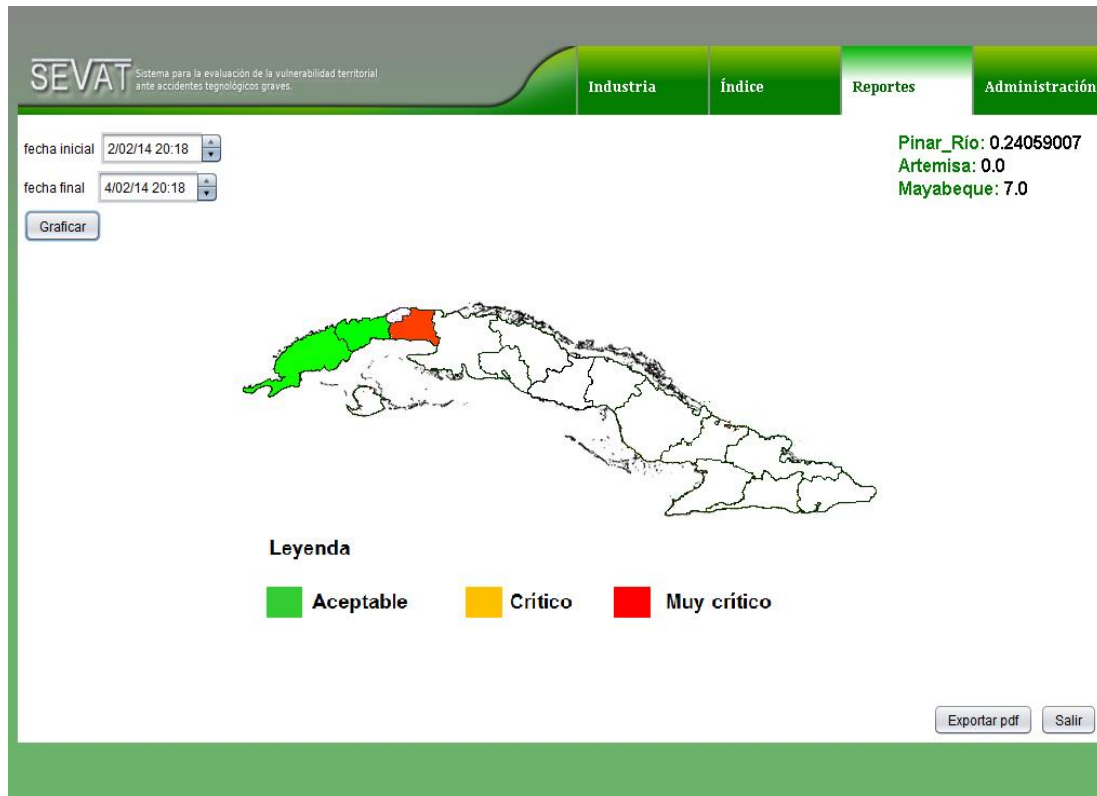 SEVAT
Sistema para la evaluación de la vulnerabilidad territorial
ante accidentes tegnológicos graves.
Industria
Índice
Reportes
Administración
fecha inicial 2/02/14 20:18
fecha final 4/02/14 20:18
Graficar
Pinar_Río: 0.24059007
Artemisa: 0.0
Mayabeque: 7.0
Leyenda
Aceptable Crítico Muy crítico
Exportar pdf Salir